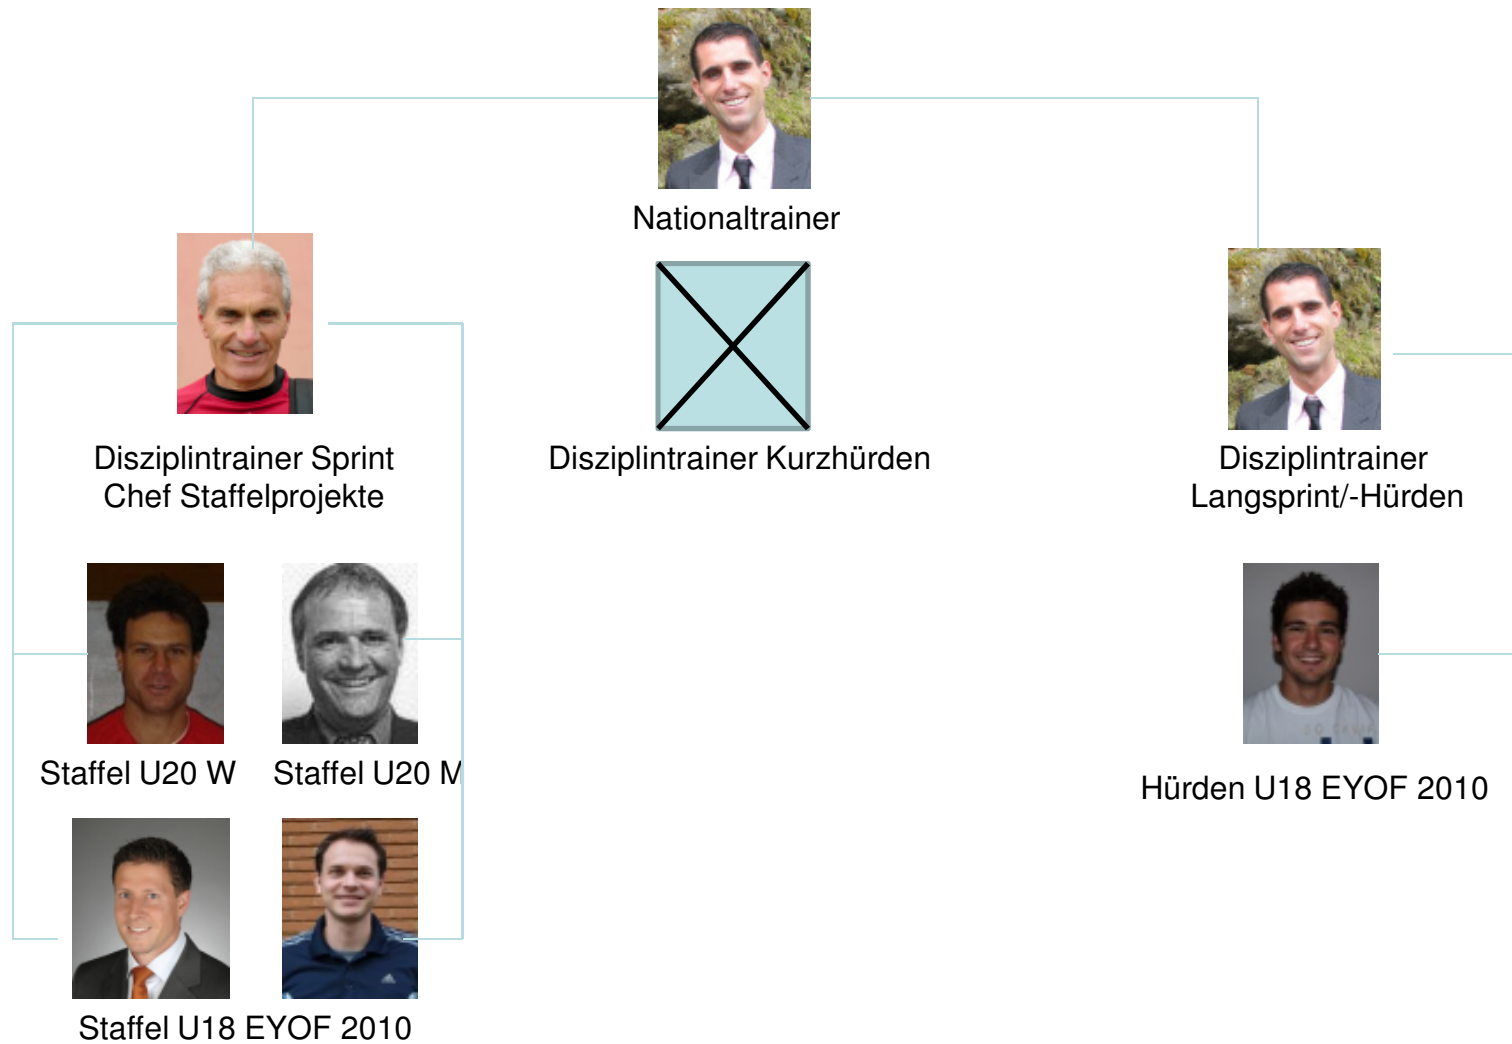 Nationaltrainer
Disziplintrainer Sprint
Chef Staffelprojekte
Disziplintrainer Kurzhürden
Disziplintrainer
Langsprint/-Hürden
Staffel U20 W
Staffel U20 M
Hürden U18 EYOF 2010
Staffel U18 EYOF 2010